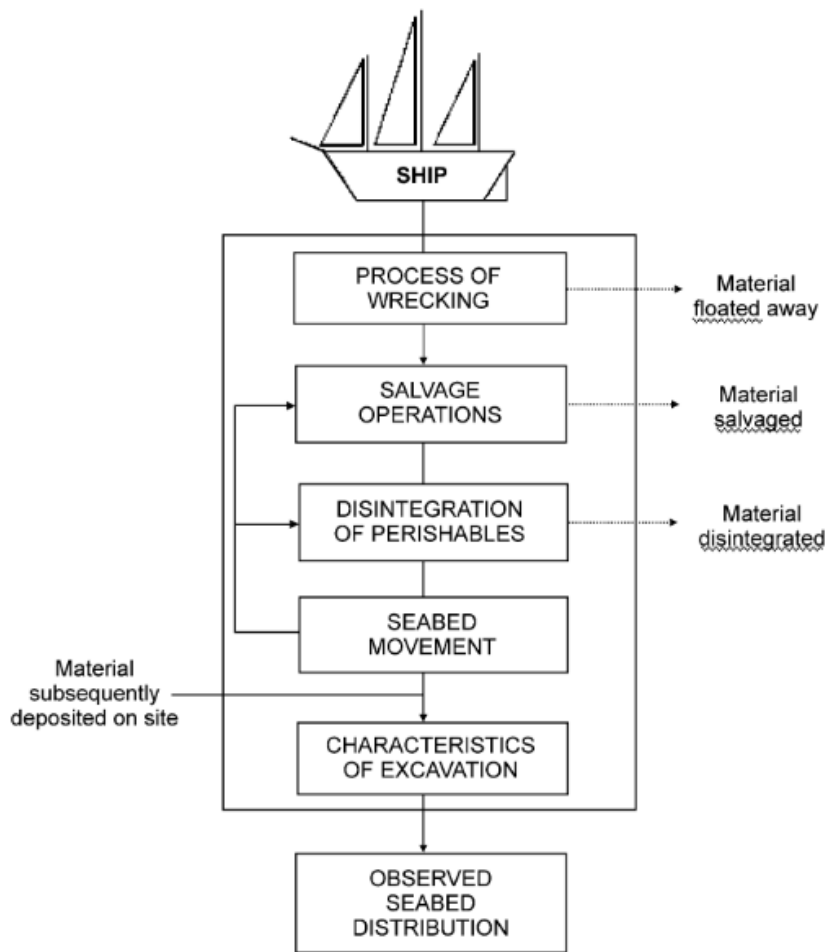 SHIP
PROCESS OF
WRECKING
Material
floated away
SALVAGE
OPERATIONS
Material
salvaged
DISINTEGRATION
OF PERISHABLES
Material
disintegrated
SEABED
MOVEMENT
Material
subsequently
deposited on site
CHARACTERISTICS
OF EXCAVATION
OBSERVED
SEABED
DISTRIBUTION